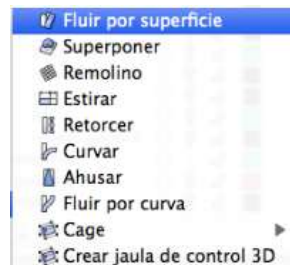 Fluir por superficie
Superponer
Remolino
Estirar
Retorcer
Curvar
Ahusar
Fluir por curva
Cage
Crear jaula de control 3D